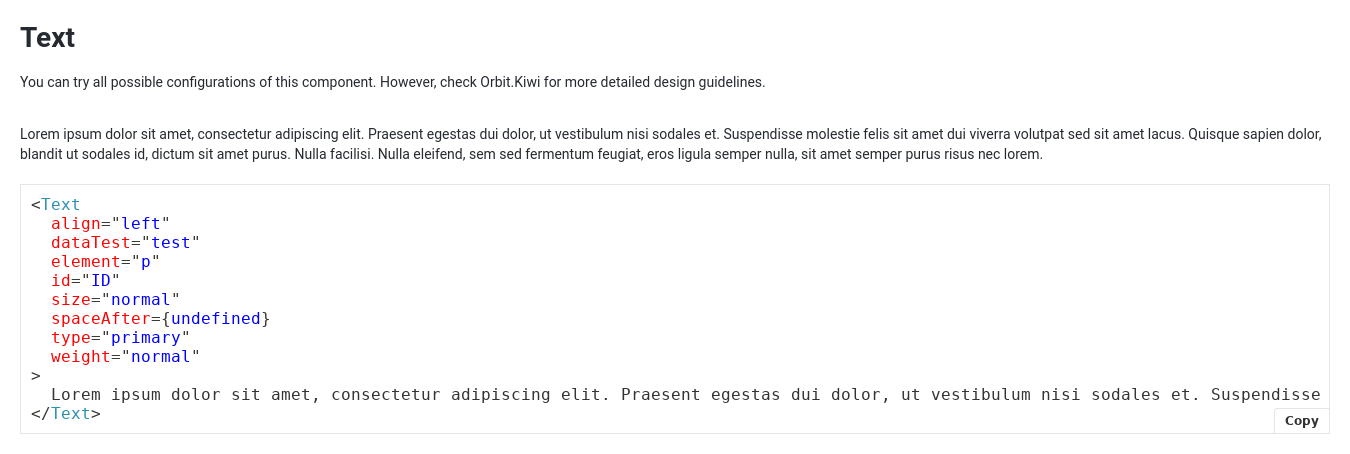 Text
You can try all possible configurations of this component. However, check Orbit.Kiwi for more detailed design guidelines.
Lorem ipsum dolor sit amet, consectetur adipiscing elit. Praesent egestas dui dolor, ut vestibulum nisi sodales et. Suspendisse molestie felis sit amet dui viverra volutpat sed sit amet lacus. Quisque sapien dolor,
blandit ut sodales id, dictum sit amet purus. Nulla facilisi. Nulla eleifend, sem sed fermentum feugiat, eros ligula semper nulla, sit amet semper purus risus nec lorem.
<Text
  align="left"
  dataTest="test"
  element="p"
  id="ID"
  size="normal"
  spaceAfter={undefined}
  type="primary"
  weight="normal"
>
  Lorem ipsum dolor sit amet, consectetur adipiscing elit. Praesent egestas dui dolor, ut vestibulum nisi sodales et. Suspendisse
</Text>
Copy